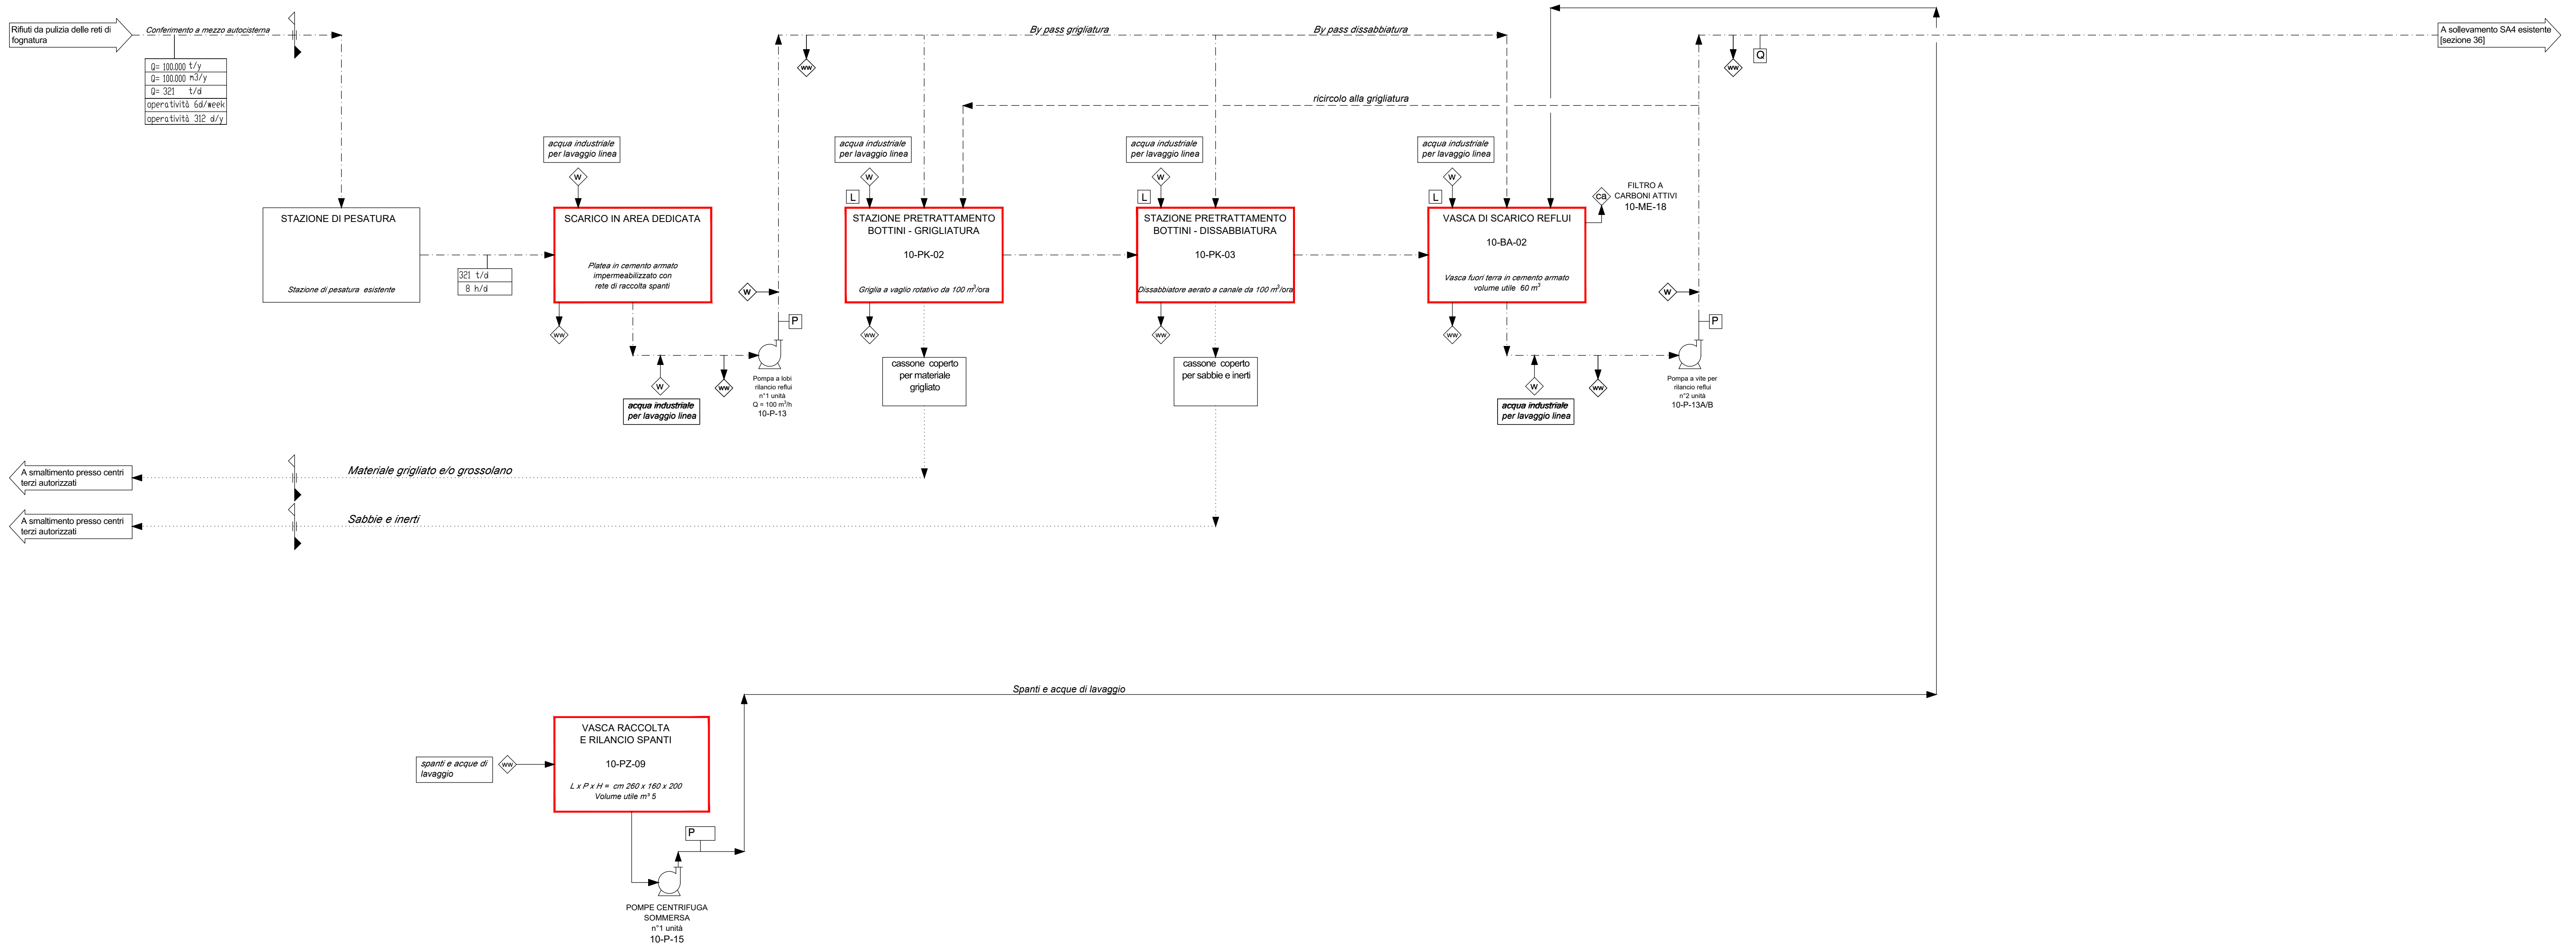 Rifiuti da pulizia delle reti di
fognatura
Conferimento a mezzo autocisterna
Q= 100.000 t/y
Q= 100.000 m3/y
Q= 321 t/d
operatività 6d/week
operatività 312 d/y
By pass grigliatura
By pass dissabbiatura
ww
ww
Q
A sollevamento SA4 esistente
[sezione 36]
ricircolo alla grigliatura
acqua industriale
per lavaggio linea
W
acqua industriale
per lavaggio linea
W
L
acqua industriale
per lavaggio linea
W
L
acqua industriale
per lavaggio linea
W
L
STAZIONE DI PESATURA
Stazione di pesatura esistente
321 t/d
8 h/d
SCARICO IN AREA DEDICATA
Platea in cemento armato
impermeabilizzato con
rete di raccolta spanti
ww
STAZIONE PRETRATTAMENTO
BOTTINI - GRIGLIATURA
10-PK-02
Griglia a vaglio rotativo da 100 m³/ora
ww
STAZIONE PRETRATTAMENTO
BOTTINI - DISSABBIATURA
10-PK-03
Dissabbiatore aerato a canale da 100 m³/ora
ww
VASCA DI SCARICO REFLUI
10-BA-02
Vasca fuori terra in cemento armato
volume utile 60 m³
ww
ca
FILTRO A
CARBONI ATTIVI
10-ME-18
W
P
W
acqua industriale
per lavaggio linea
ww
Pompa a lobi
rilancio reflui
n°1 unità
Q = 100 m³/h
10-P-13
cassone coperto
per materiale
grigliato
cassone coperto
per sabbie e inerti
W
P
W
acqua industriale
per lavaggio linea
ww
Pompa a vite per
rilancio reflui
n°2 unità
10-P-13A/B
A smaltimento presso centri
terzi autorizzati
Materiale grigliato e/o grossolano
A smaltimento presso centri
terzi autorizzati
Sabbie e inerti
Spanti e acque di lavaggio
spanti e acque di
lavaggio
ww
VASCA RACCOLTA
E RILANCIO SPANTI
10-PZ-09
L x P x H = cm 260 x 160 x 200
Volume utile m³ 5
P
POMPE CENTRIFUGA
SOMMERSA
n°1 unità
10-P-15